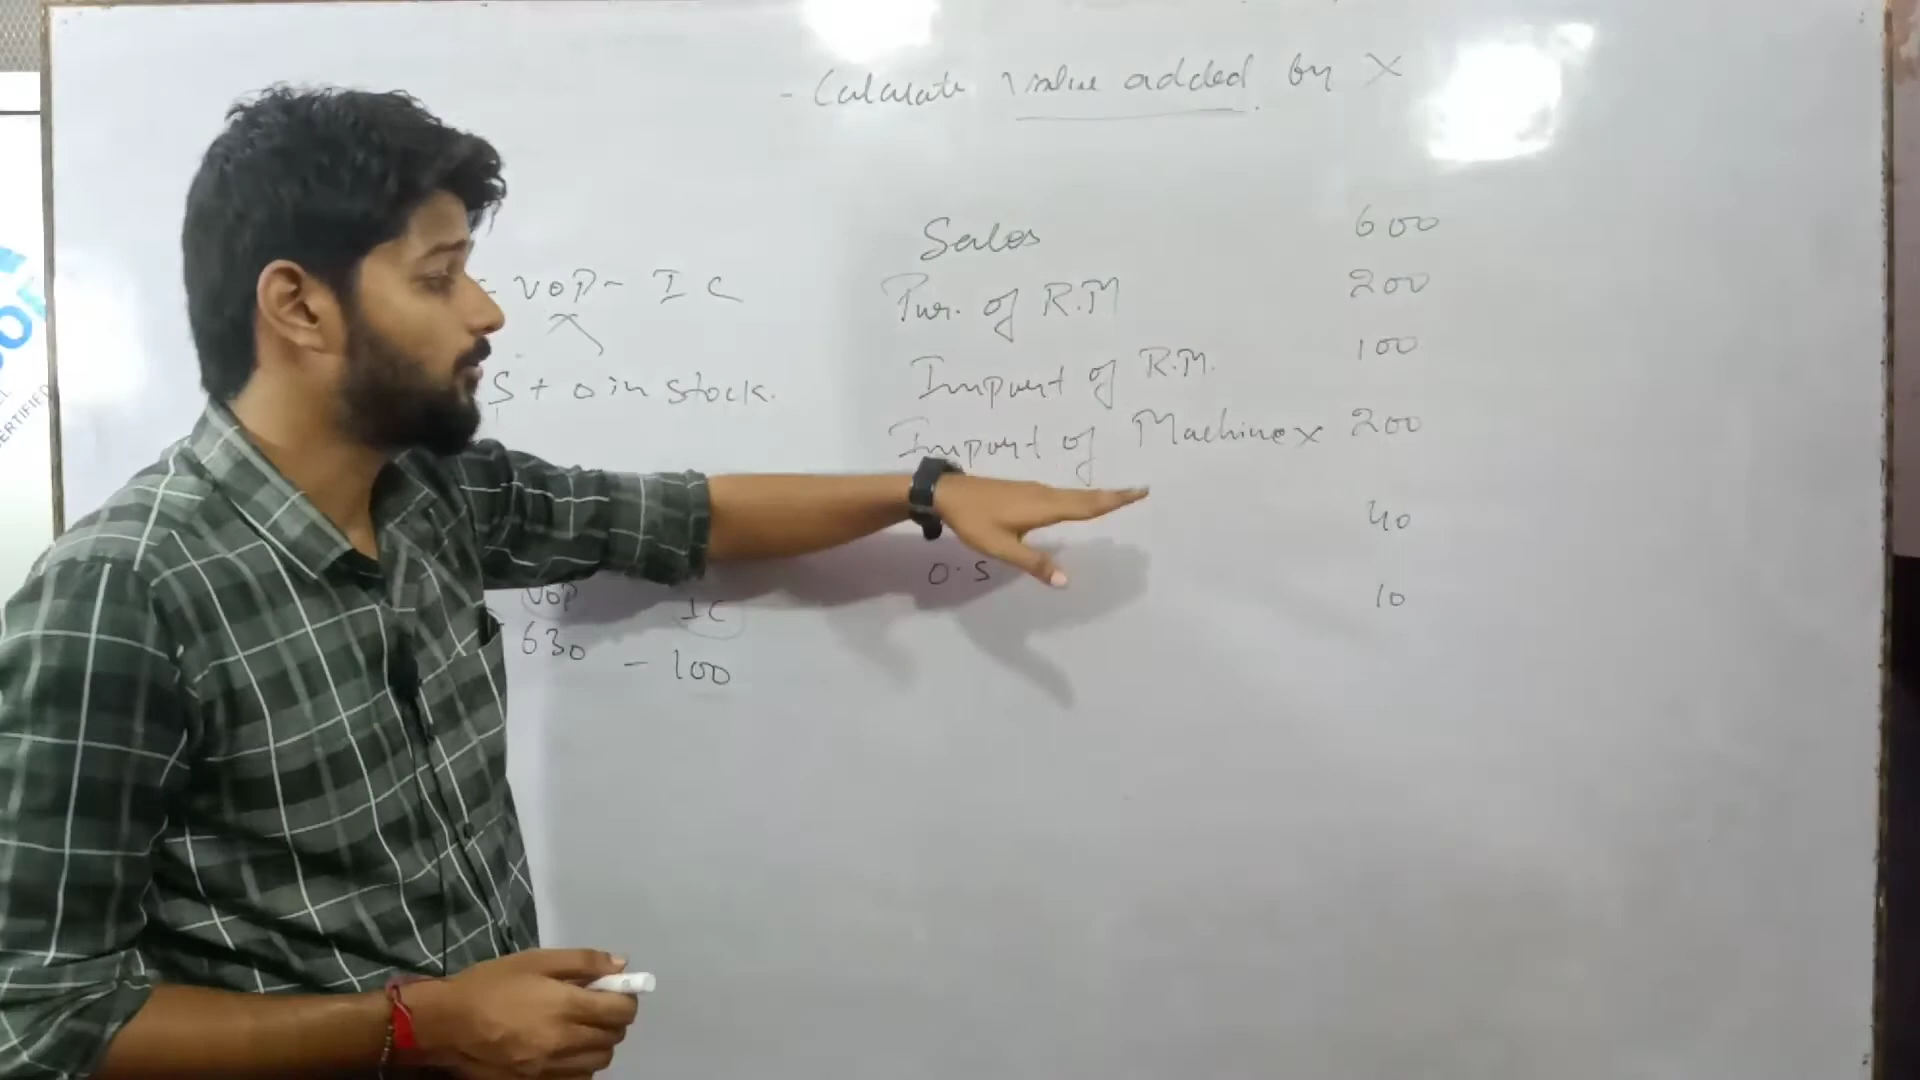 - Calculate value added by X
Sales 600
= VOP - IC
Pur. of R.M 200
Import of R.M. 100
S + ∆ in stock.
Import of Machine x 200
40
O.S 10
VOP IC
630 - 100
CERTIFIED